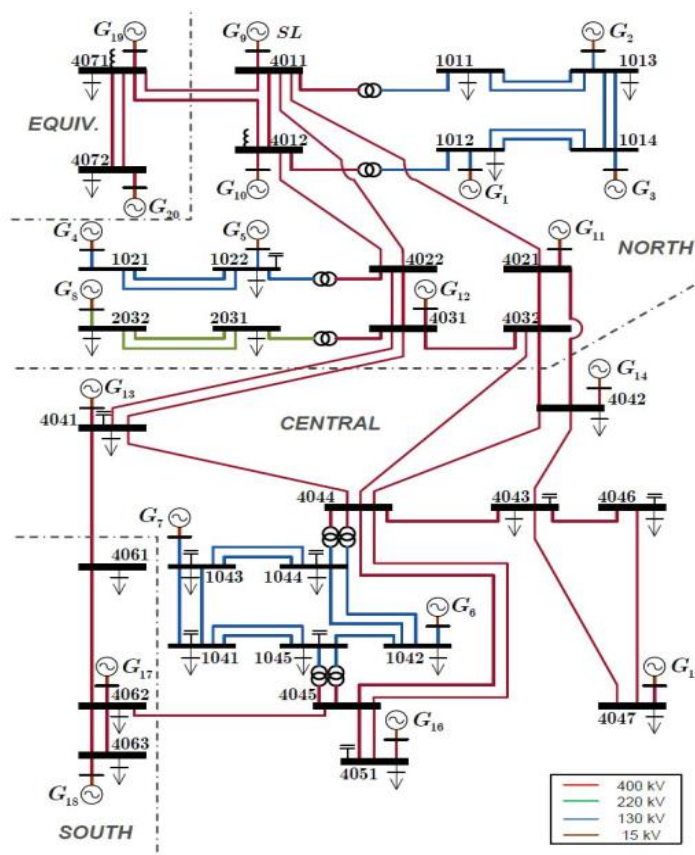 G19
G9 SL
G2
4071
4011
1011
1013
EQUIV.
4012
1012
1014
4072
G20
G10
G1
G3
G4
G5
G11
NORTH
1021
1022
4022
4021
G8
G12
2032
2031
4031
4032
G13
G14
4041
CENTRAL
4042
4044
4043
4046
G7
4061
1043
1044
G6
1041
1045
1042
G17
4062
4045
G1
G16
4047
4063
4051
G18
SOUTH
400 kV
220 kV
130 kV
15 kV